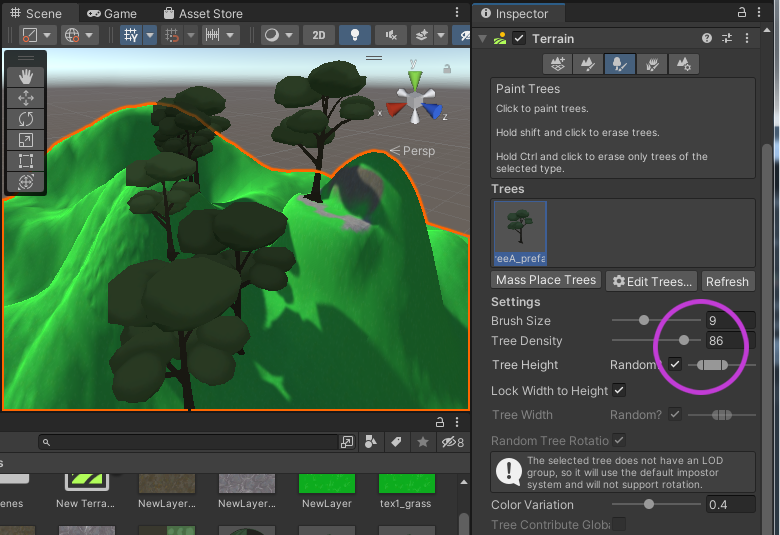 Scene
Game
Asset Store
2D
y
x
z
Persp
8
s
enes
New Terra...
NewLayer...
NewLayer...
NewLayer
tex1_grass
Inspector
Terrain
Paint Trees
Click to paint trees.
Hold shift and click to erase trees.
Hold Ctrl and click to erase only trees of the
selected type.
Trees
reeA_prefa
Mass Place Trees
Edit Trees...
Refresh
Settings
Brush Size 9
Tree Density 86
Tree Height Random?
Lock Width to Height
Tree Width Random?
Random Tree Rotatio
The selected tree does not have an LOD
group, so it will use the default impostor
system and will not support rotation.
Color Variation 0.4
Tree Contribute Globa